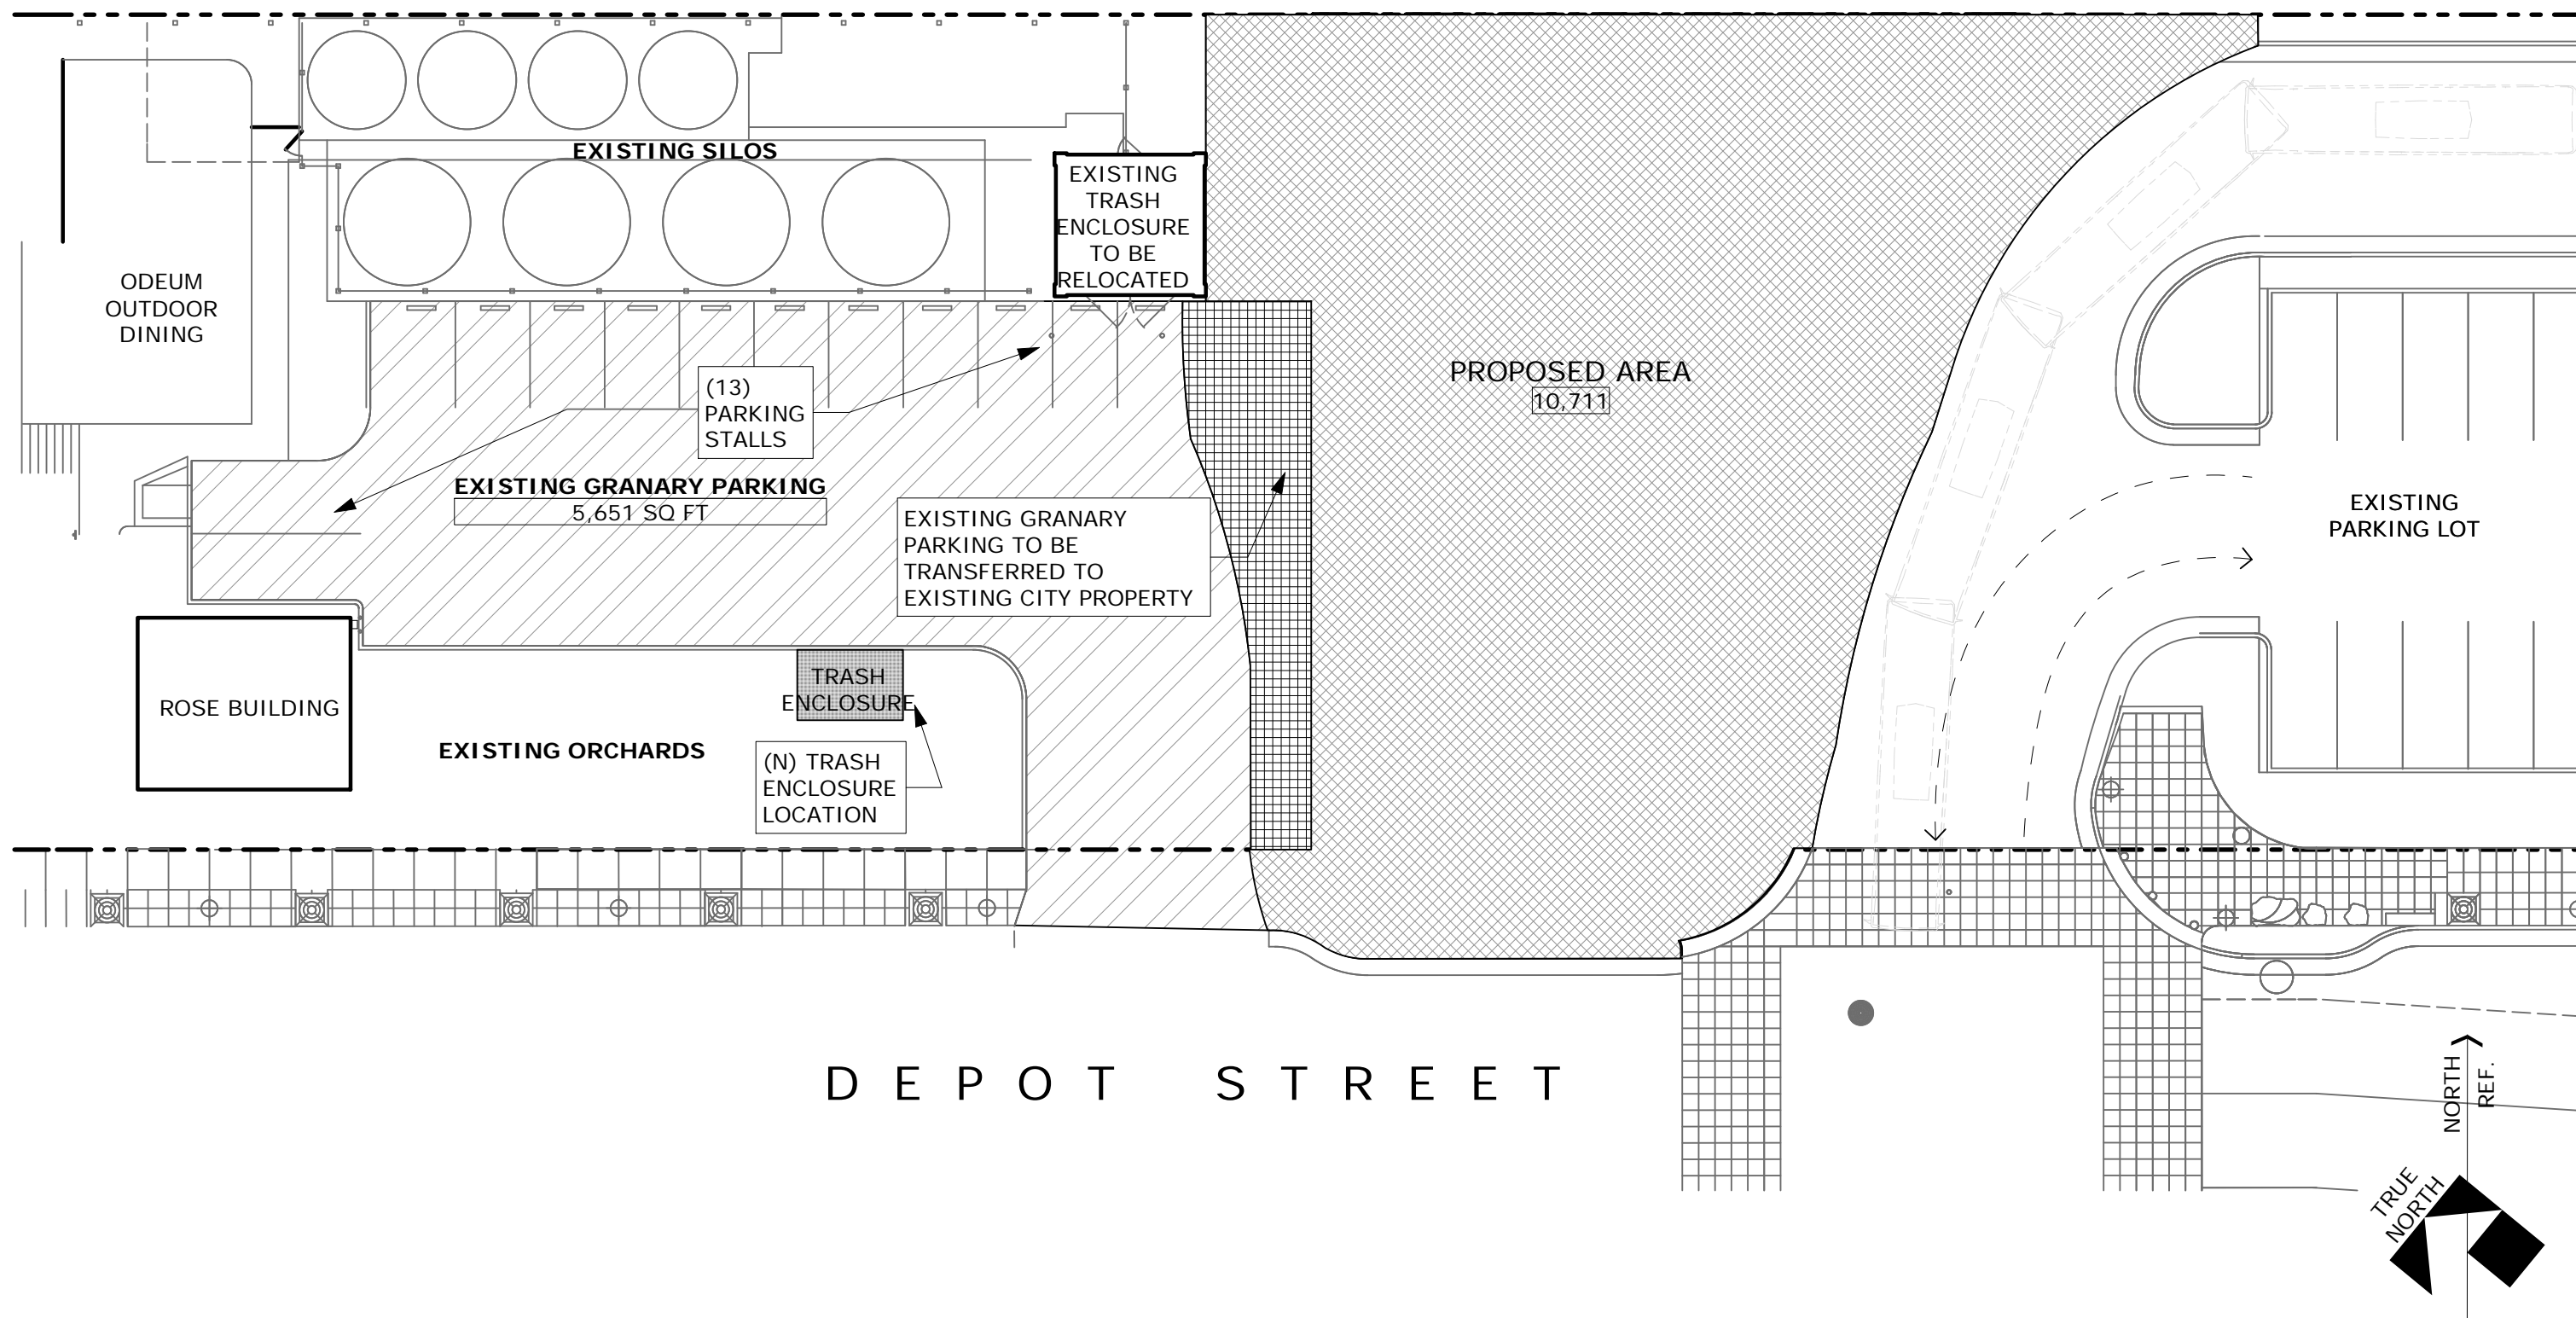 EXISTING SILOS
EXISTING
TRASH
ENCLOSURE
TO BE
RELOCATED
ODEUM
OUTDOOR
DINING
(13)
PARKING
STALLS
PROPOSED AREA
10,711
EXISTING GRANARY PARKING
5,651 SQ FT
EXISTING GRANARY
PARKING TO BE
TRANSFERRED TO
EXISTING CITY PROPERTY
EXISTING
PARKING LOT
ROSE BUILDING
TRASH
ENCLOSURE
EXISTING ORCHARDS
(N) TRASH
ENCLOSURE
LOCATION
DEPOT STREET
NORTH
REF.
TRUE
NORTH